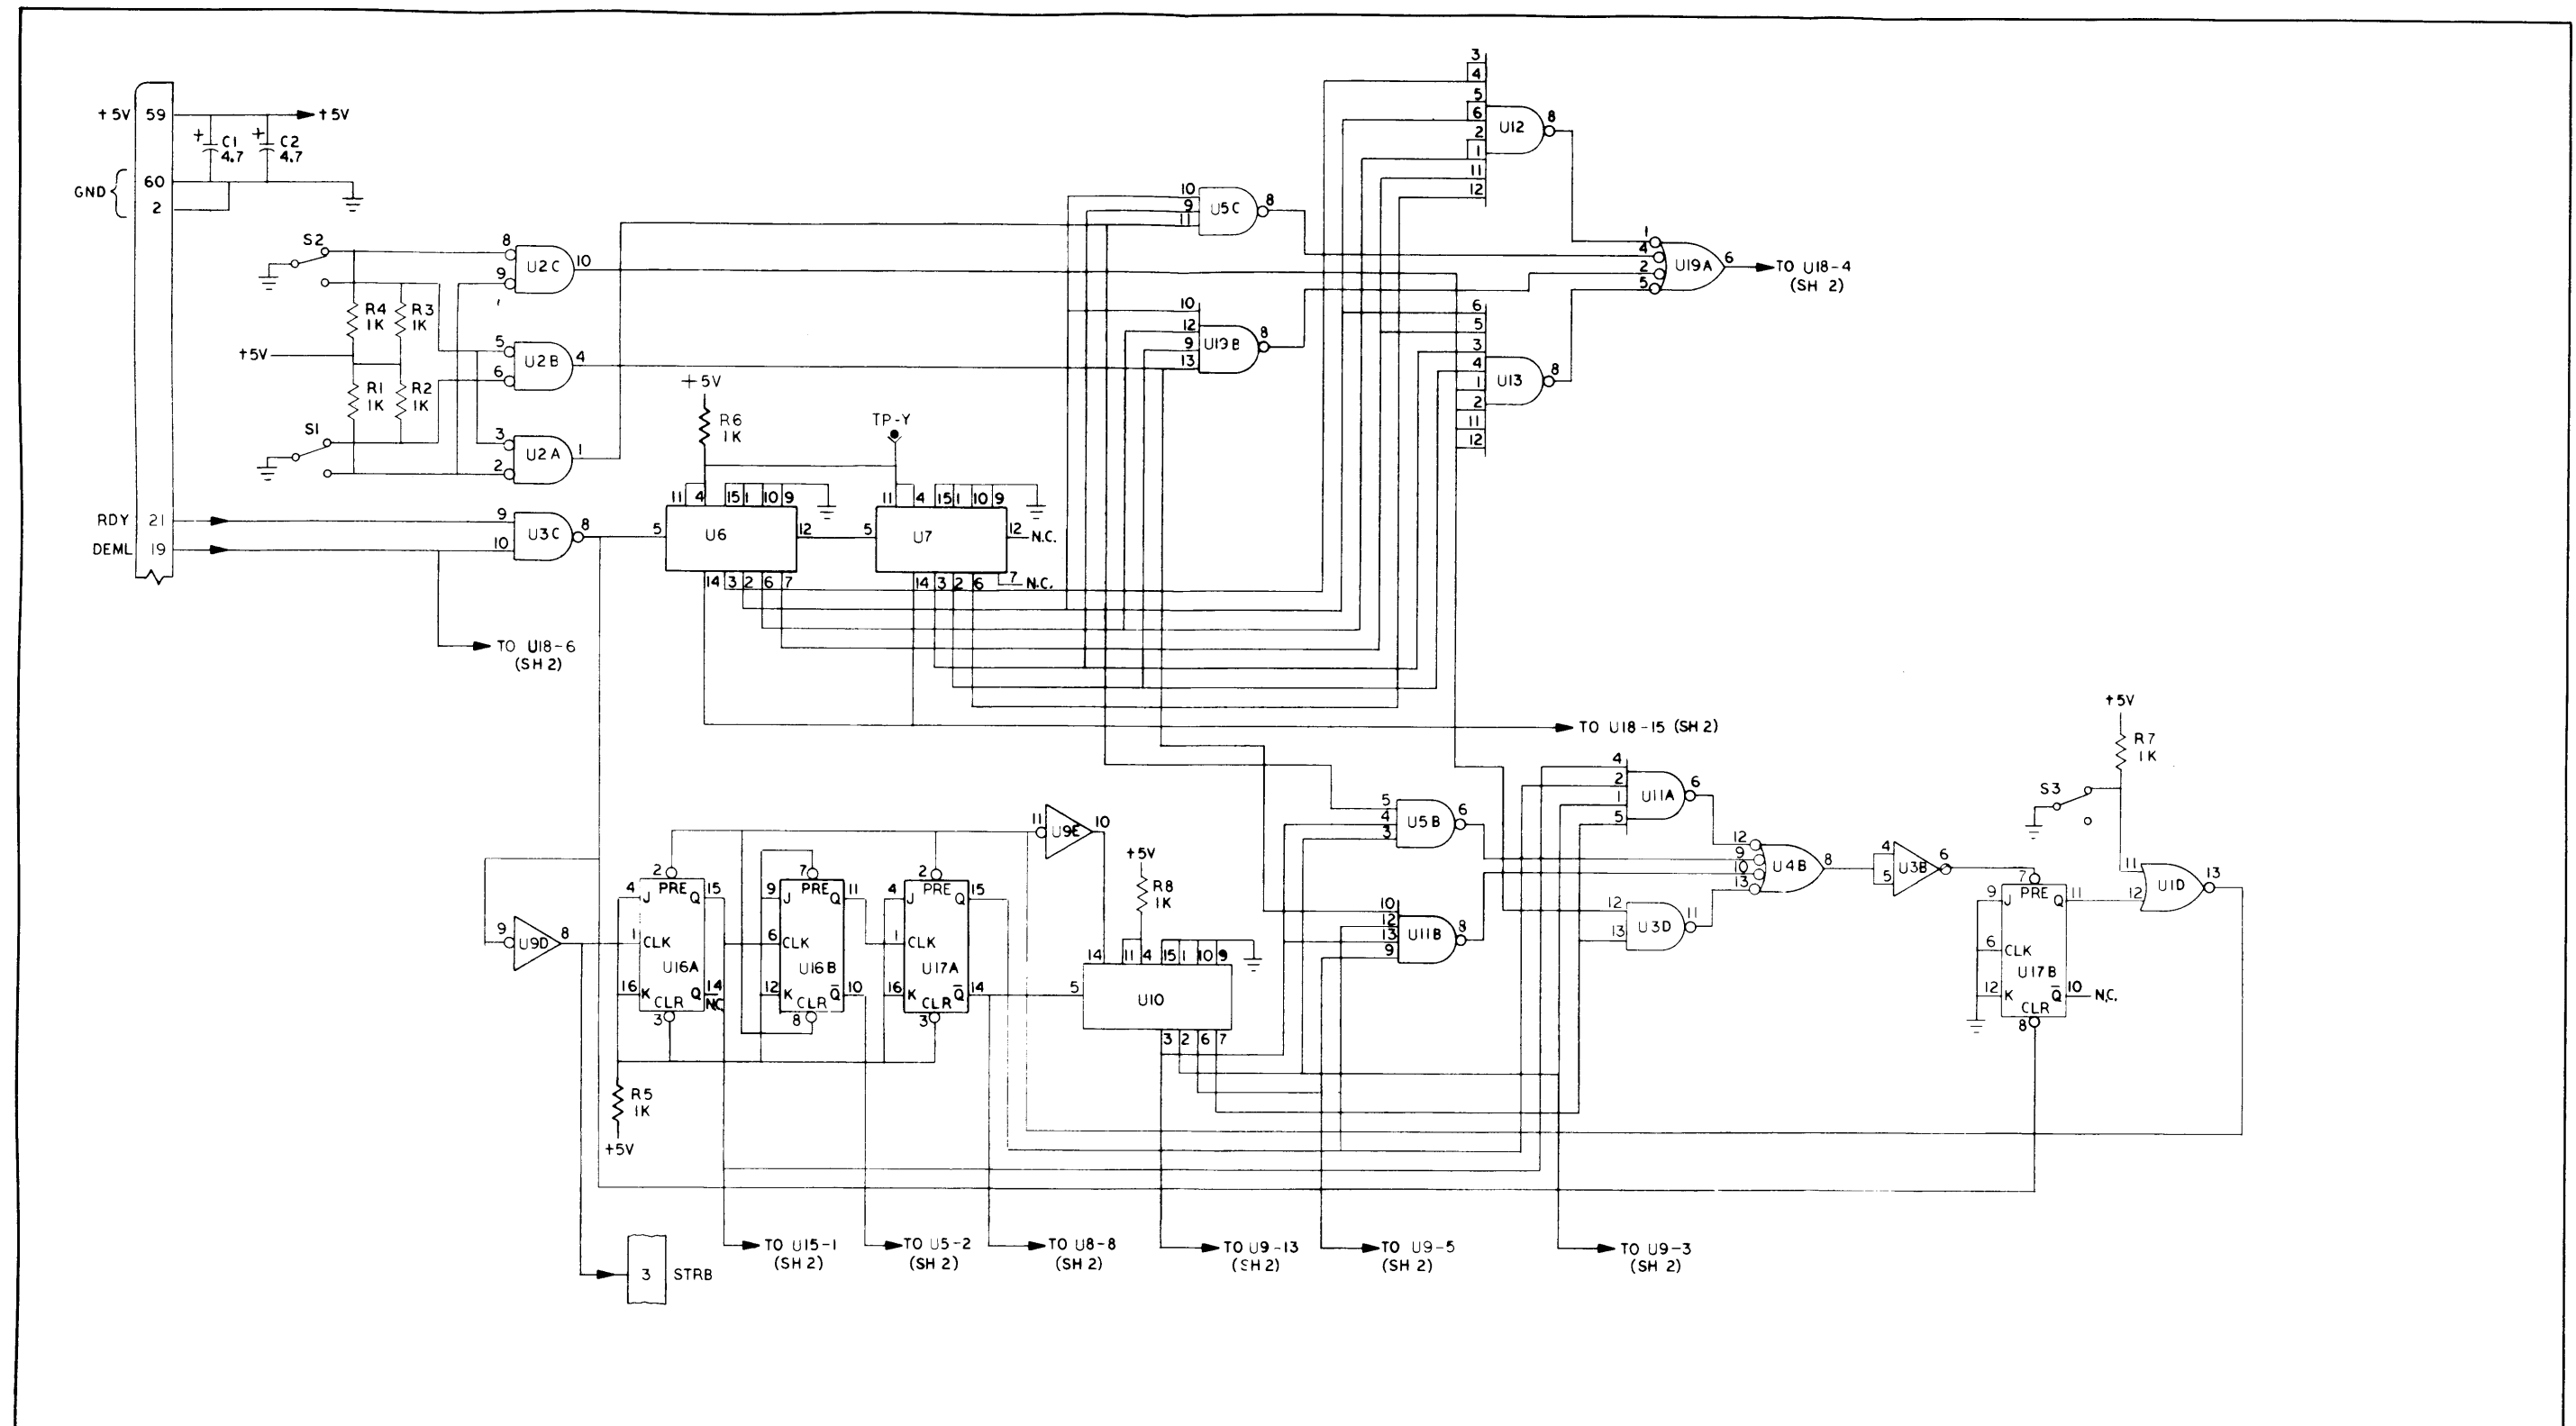 +5V 59 +5V
+ C1 4.7
+ C2 4.7
GND 60
2
S2
R4 1K
R3 1K
+5V
R1 1K
R2 1K
S1
8 9 U2C 10
5 6 U2B 4
3 2 U2A 1
RDY 21
DEML 19
9 10 U3C 8
TO U18-6
(SH 2)
+5V
R6
1K
TP-Y
11 4 15 1 10 9
5 U6 12
14 3 2 6 7
11 4 15 1 10 9
5 U7 12 N.C.
14 3 2 6 7 N.C.
10 9 11 U5C 8
10 12 9 13 U19B 8
3 4 5 6 2 1 11 12 U12 8
6 5 3 4 1 2 11 12 U13 8
1 4 2 5 U19A 6
TO U18-4
(SH 2)
TO U18-15 (SH 2)
9 U9D 8
4 J 2 PRE Q 15
1 CLK
U16A
16 K CLR Q 14
3 N.C.
R5
1K
+5V
9 J 7 PRE Q 11
6 CLK
U16B
12 K CLR Q̅ 10
8
4 J 2 PRE Q 15
1 CLK
U17A
16 K CLR Q̅ 14
3
11 U9E 10
+5V
R8
1K
14 11 4 15 1 10 9
5 U10
3 2 6 7
5 4 3 U5B 6
10 12 13 9 U11B 8
4 2 1 5 U11A 6
12 13 U3D 11
12 9 10 13 U4B 8
4 5 U3B 6
+5V
R7
1K
S3
9 J 7 PRE Q 11
6 CLK
U17B
12 K CLR Q̅ 10 N.C.
8
11 12 U1D 13
3 STRB
TO U15-1
(SH 2)
TO U5-2
(SH 2)
TO U8-8
(SH 2)
TO U9-13
(SH 2)
TO U9-5
(SH 2)
TO U9-3
(SH 2)